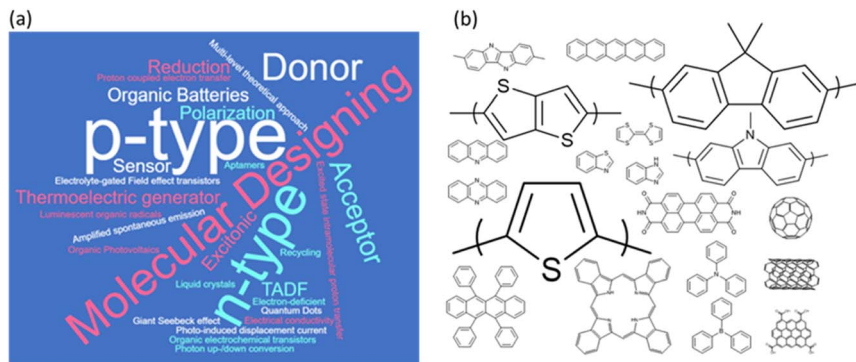 (a)
Reduction
Proton coupled electron transfer
Multi-level theoretical approach
Donor
Organic Batteries
Polarization
p-type
Sensor
Aptamers
Electrolyte-gated Field effect transistors
Molecular Designing
Thermoelectric generator
Luminescent organic radicals
Amplified spontaneous emission
Organic Photovoltaics
Excitonic
Excited state intramolecular proton transfer
Acceptor
n-type
Recycling
Liquid crystals
TADF
Electron-deficient
Quantum Dots
Giant Seebeck effect
Electrical conductivity
Photo-induced displacement current
Organic electrochemical transistors
Photon up-/down conversion
(b)
N
N
S
S
S
S
S
S
N
N
S
N
H
N
N
N
N
O
O
HN
NH
O
O
S
N
B